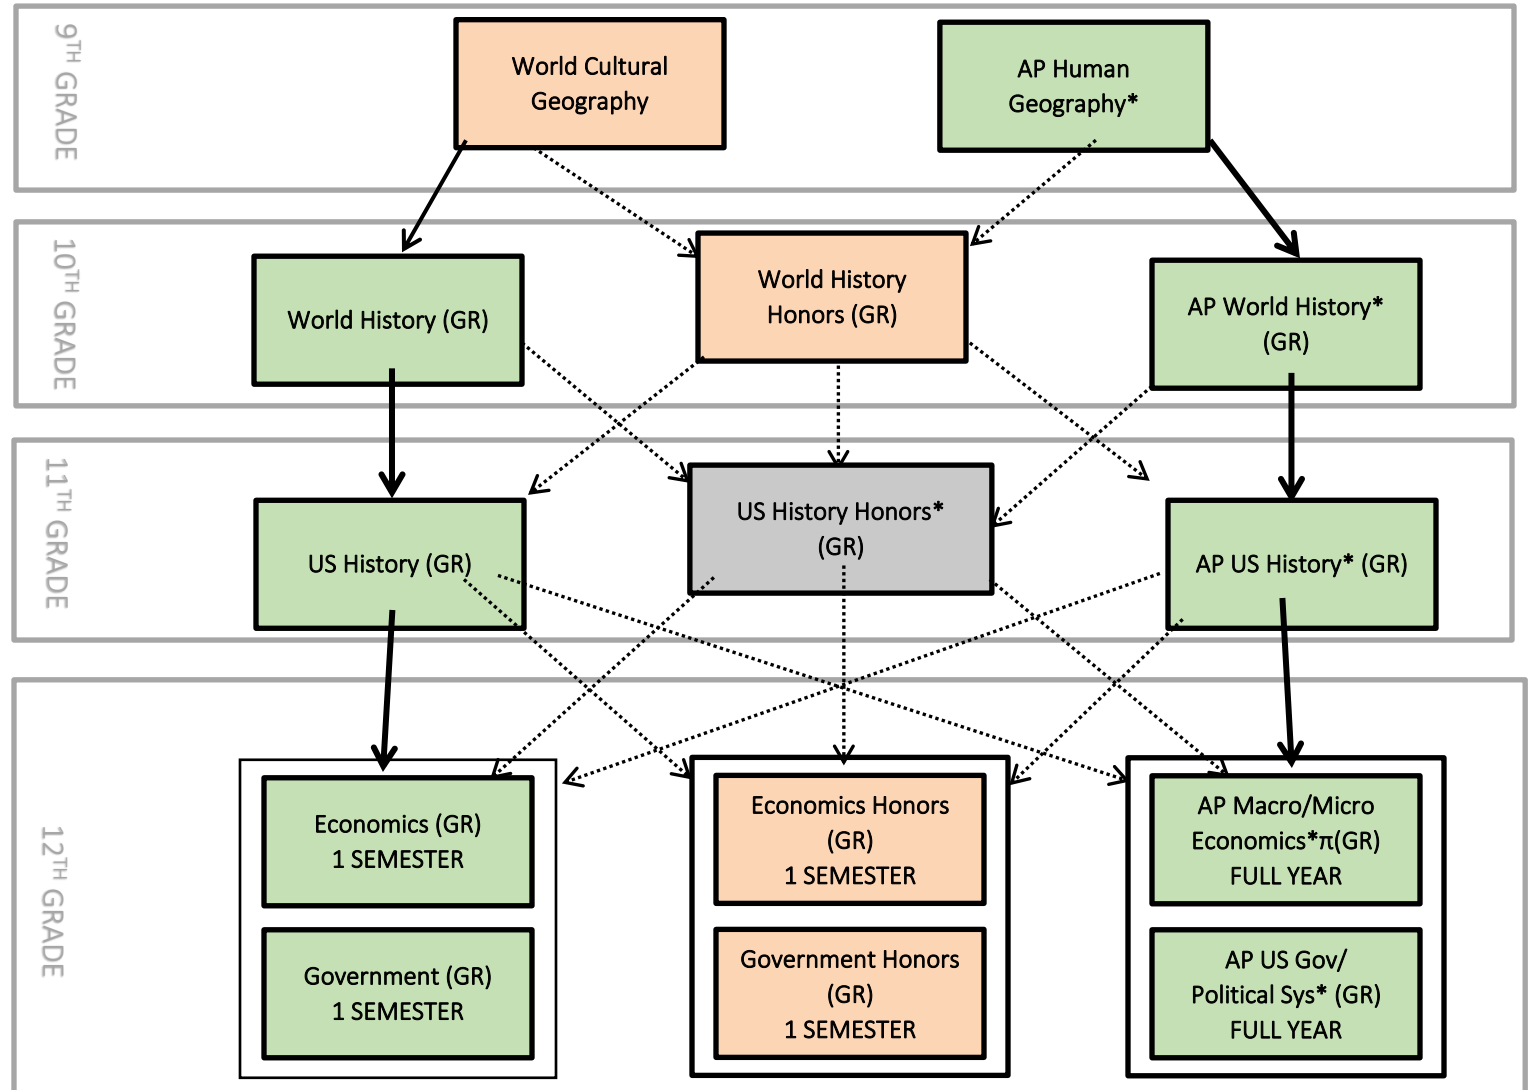 9TH GRADE
World Cultural
Geography
AP Human
Geography*
10TH GRADE
World History (GR)
World History
Honors (GR)
AP World History*
(GR)
11TH GRADE
US History (GR)
US History Honors*
(GR)
AP US History* (GR)
12TH GRADE
Economics (GR)
1 SEMESTER
Economics Honors
(GR)
1 SEMESTER
AP Macro/Micro
Economics*π(GR)
FULL YEAR
Government (GR)
1 SEMESTER
Government Honors
(GR)
1 SEMESTER
AP US Gov/
Political Sys* (GR)
FULL YEAR